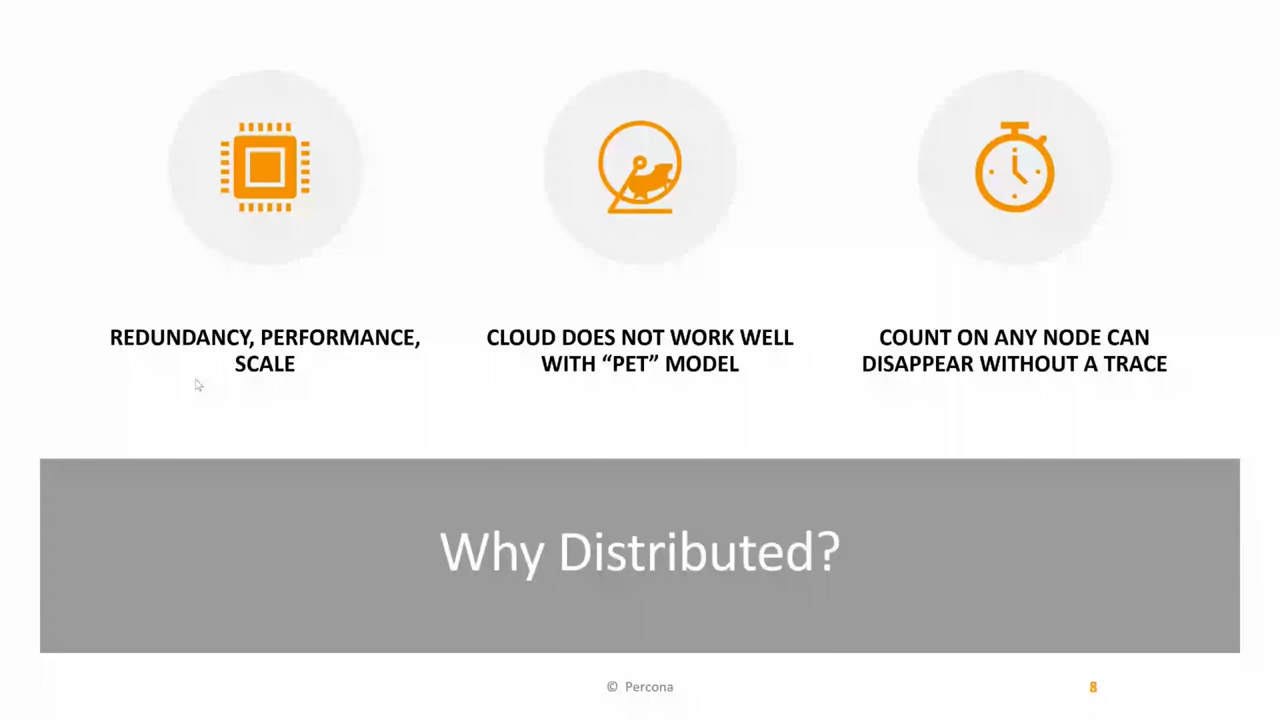 REDUNDANCY, PERFORMANCE,
SCALE
CLOUD DOES NOT WORK WELL
WITH “PET” MODEL
COUNT ON ANY NODE CAN
DISAPPEAR WITHOUT A TRACE
Why Distributed?
© Percona
8